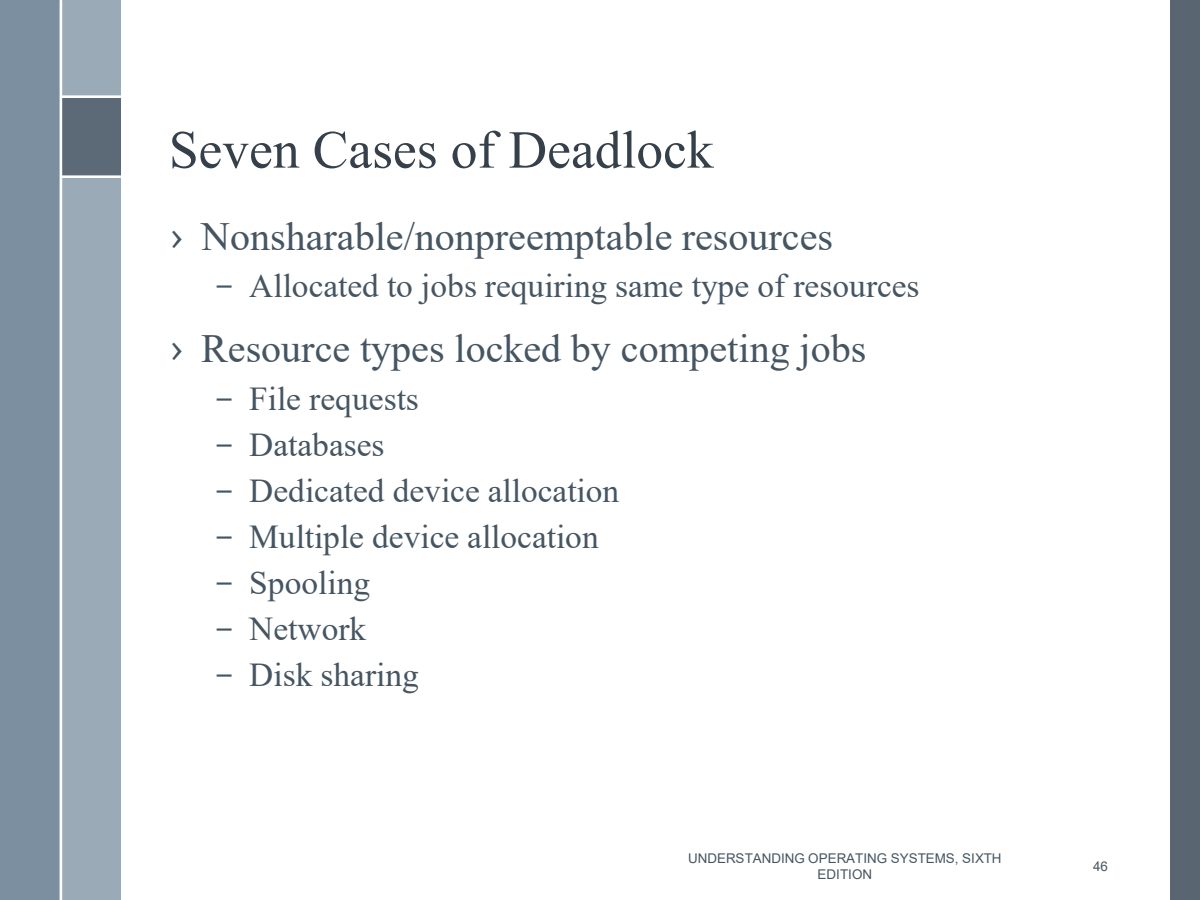 Seven Cases of Deadlock
› Nonsharable/nonpreemptable resources
– Allocated to jobs requiring same type of resources
› Resource types locked by competing jobs
– File requests
– Databases
– Dedicated device allocation
– Multiple device allocation
– Spooling
– Network
– Disk sharing
UNDERSTANDING OPERATING SYSTEMS, SIXTH
EDITION
46